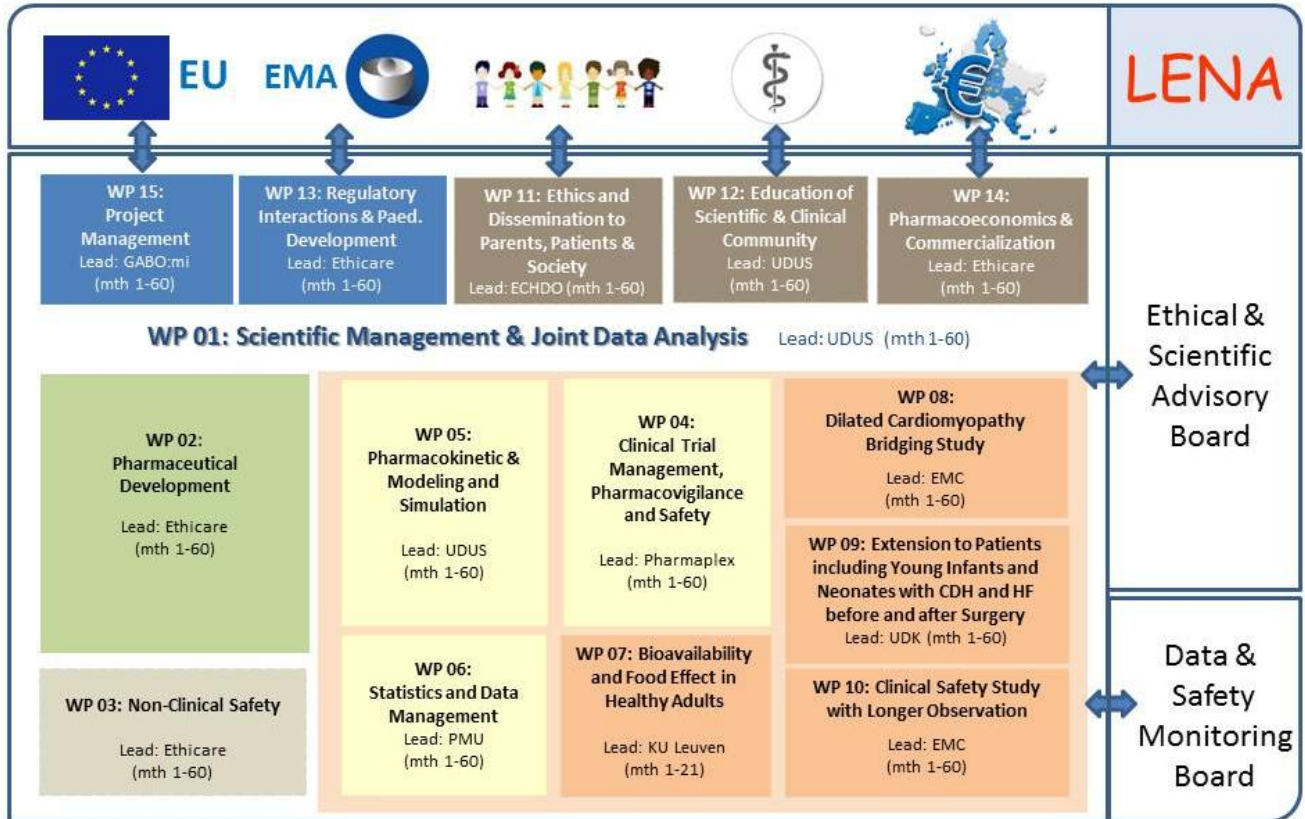 EU
EMA
LENA
WP 15:
Project
Management
Lead: GABO:mi
(mth 1-60)
WP 13: Regulatory
Interactions & Paed.
Development
Lead: Ethicare
(mth 1-60)
WP 11: Ethics and
Dissemination to
Parents, Patients &
Society
Lead: ECHDO (mth 1-60)
WP 12: Education of
Scientific & Clinical
Community
Lead: UDUS
(mth 1-60)
WP 14:
Pharmacoeconomics &
Commercialization
Lead: Ethicare
(mth 1-60)
WP 01: Scientific Management & Joint Data Analysis Lead: UDUS (mth 1-60)
WP 02:
Pharmaceutical
Development
Lead: Ethicare
(mth 1-60)
WP 03: Non-Clinical Safety
Lead: Ethicare
(mth 1-60)
WP 05:
Pharmacokinetic &
Modeling and
Simulation
Lead: UDUS
(mth 1-60)
WP 06:
Statistics and Data
Management
Lead: PMU
(mth 1-60)
WP 04:
Clinical Trial
Management,
Pharmacovigilance
and Safety
Lead: Pharmaplex
(mth 1-60)
WP 07: Bioavailability
and Food Effect in
Healthy Adults
Lead: KU Leuven
(mth 1-21)
WP 08:
Dilated Cardiomyopathy
Bridging Study
Lead: EMC
(mth 1-60)
WP 09: Extension to Patients
including Young Infants and
Neonates with CDH and HF
before and after Surgery
Lead: UDK (mth 1-60)
WP 10: Clinical Safety Study
with Longer Observation
Lead: EMC
(mth 1-60)
Ethical &
Scientific
Advisory
Board
Data &
Safety
Monitoring
Board